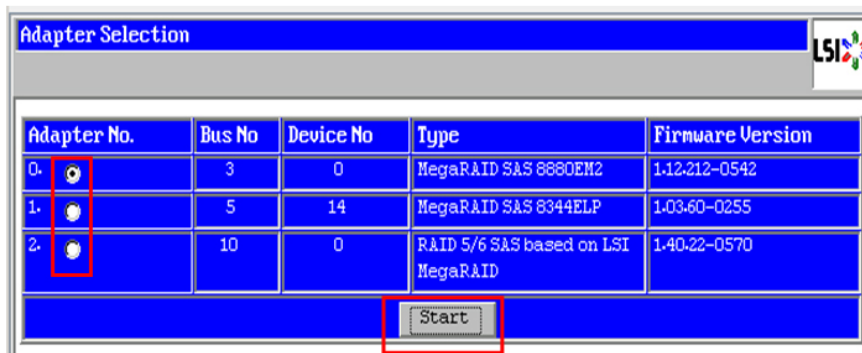 Adapter Selection
LSI
Adapter No. Bus No Device No Type Firmware Version
0. 3 0 MegaRAID SAS 8880EM2 1.12.212-0542
1. 5 14 MegaRAID SAS 8344ELP 1.03.60-0255
2. 10 0 RAID 5/6 SAS based on LSI 1.40.22-0570
MegaRAID
Start